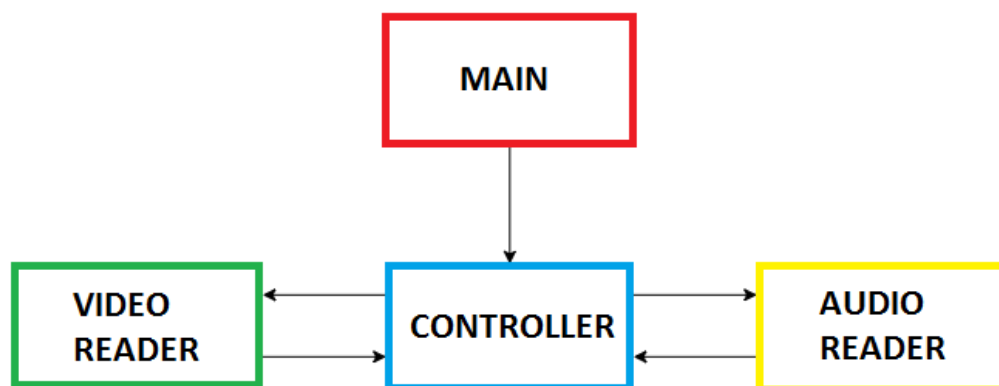 MAIN
VIDEO
READER
CONTROLLER
AUDIO
READER